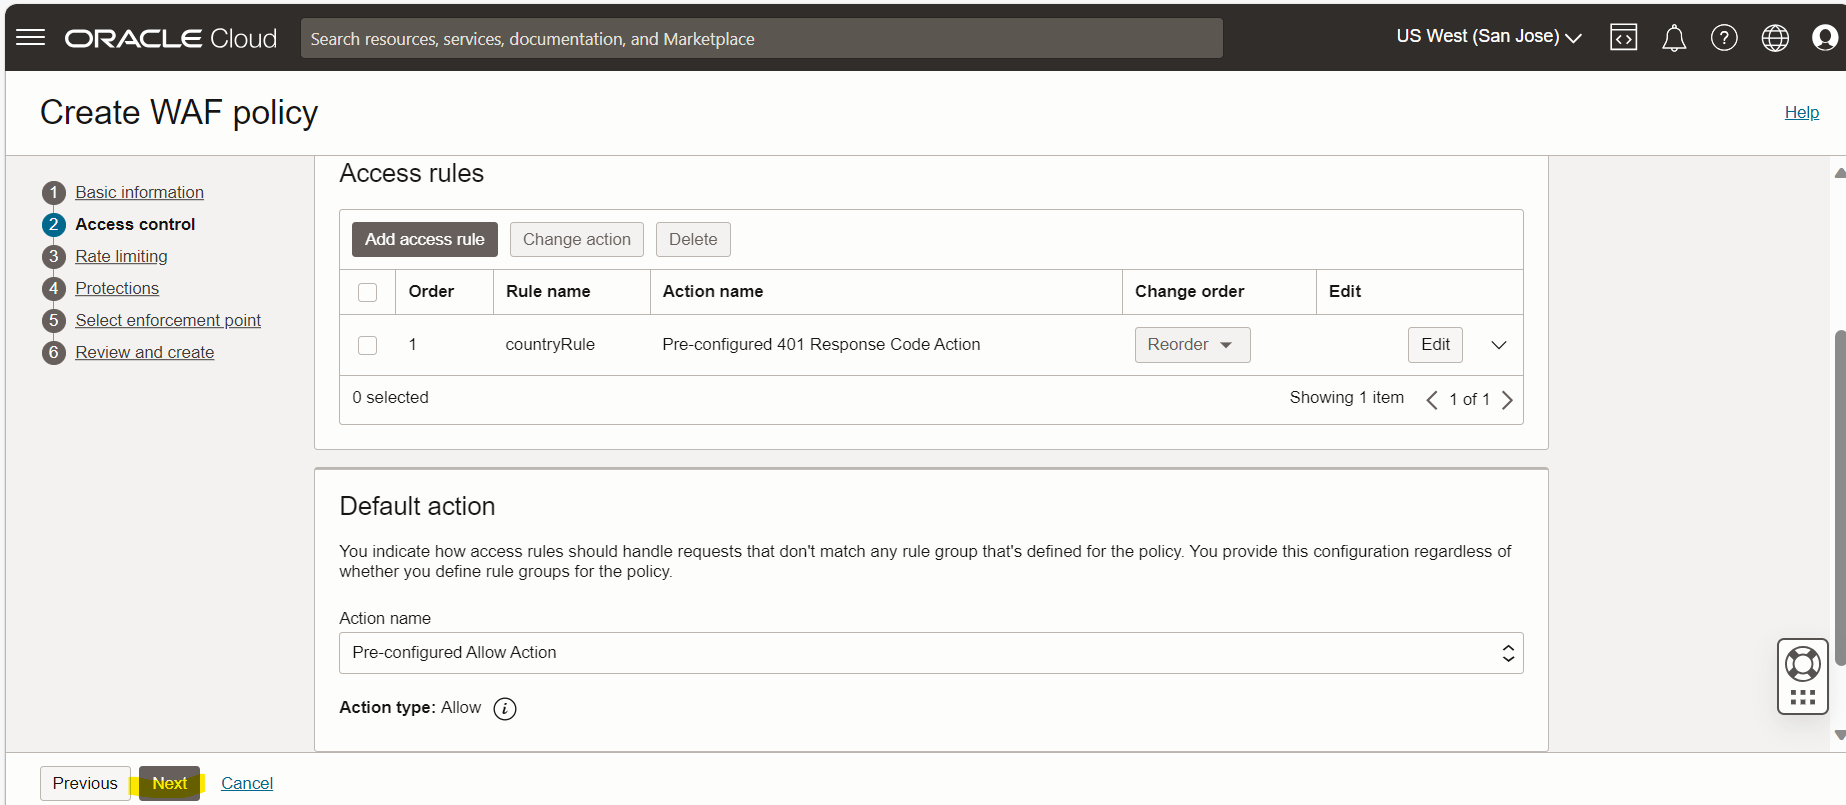 ORACLE Cloud
Search resources, services, documentation, and Marketplace
US West (San Jose)
Create WAF policy
Help
1 Basic information
2 Access control
3 Rate limiting
4 Protections
5 Select enforcement point
6 Review and create
Access rules
Add access rule Change action Delete
Order Rule name Action name Change order Edit
1 countryRule Pre-configured 401 Response Code Action Reorder Edit
0 selected Showing 1 item 1 of 1
Default action
You indicate how access rules should handle requests that don't match any rule group that's defined for the policy. You provide this configuration regardless of
whether you define rule groups for the policy.
Action name
Pre-configured Allow Action
Action type: Allow i
Previous Next Cancel